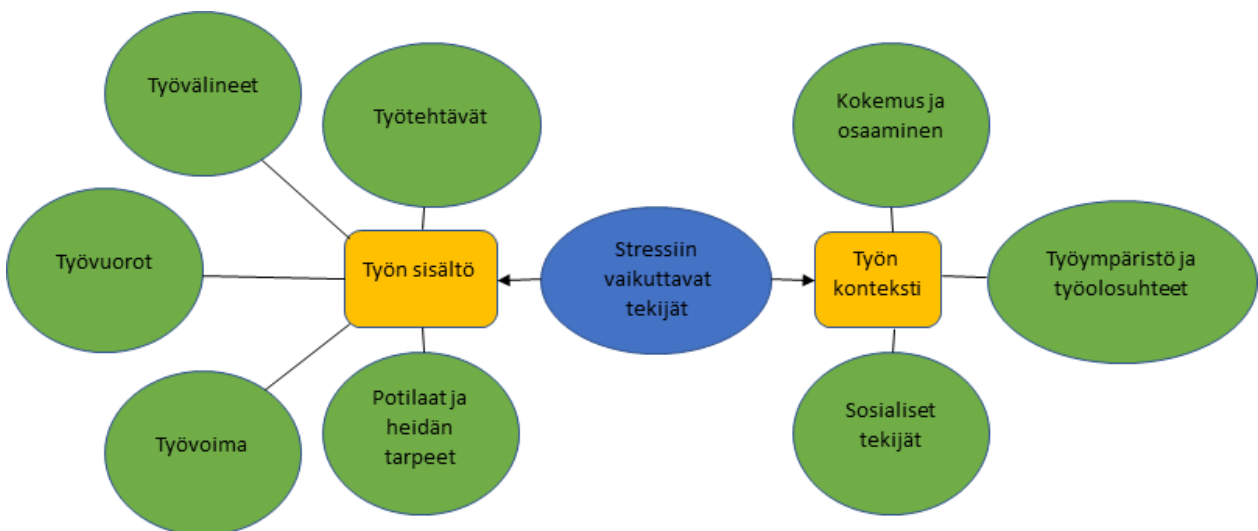 Työvälineet
Työtehtävät
Kokemus ja
osaaminen
Työvuorot
Työn sisältö
Stressiin
vaikuttavat
tekijät
Työn
konteksti
Työympäristö ja
työolosuhteet
Työvoima
Potilaat ja
heidän
tarpeet
Sosialiset
tekijät